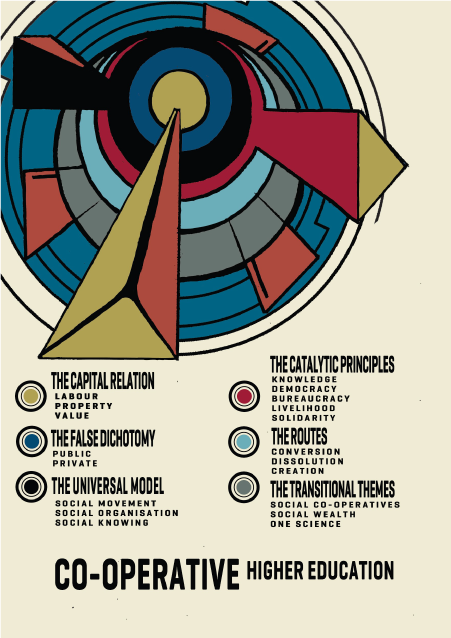 THE CAPITAL RELATION
LABOUR
PROPERTY
VALUE
THE FALSE DICHOTOMY
PUBLIC
PRIVATE
THE UNIVERSAL MODEL
SOCIAL MOVEMENT
SOCIAL ORGANISATION
SOCIAL KNOWING
THE CATALYTIC PRINCIPLES
KNOWLEDGE
DEMOCRACY
BUREAUCRACY
LIVELIHOOD
SOLIDARITY
THE ROUTES
CONVERSION
DISSOLUTION
CREATION
THE TRANSITIONAL THEMES
SOCIAL CO-OPERATIVES
SOCIAL WEALTH
ONE SCIENCE
CO-OPERATIVE HIGHER EDUCATION